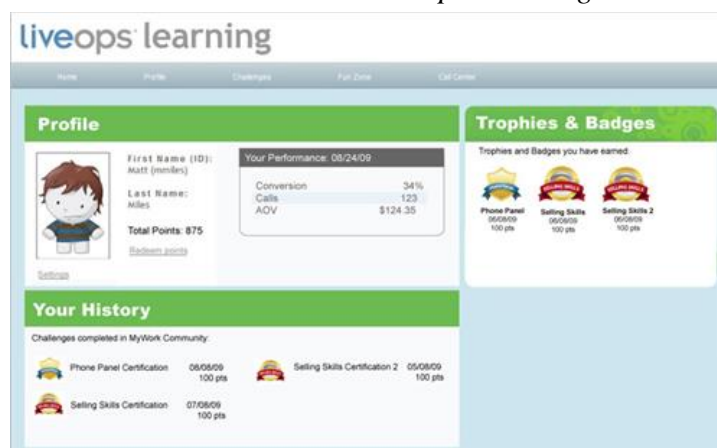 liveops learning
Home Profile Challenges Fun Zone Call Center
Profile
First Name (ID):
Matt (mmiles)
Last Name:
Miles
Total Points: 875
Redeem points
Settings
Your Performance: 08/24/09
Conversion 34%
Calls 123
AOV $124.35
Trophies & Badges
Trophies and Badges you have earned:
Phone Panel
06/08/09
100 pts
Selling Skills
06/08/09
100 pts
Selling Skills 2
06/08/09
100 pts
Your History
Challenges completed in MyWork Community:
Phone Panel Certification 06/08/09
100 pts
Selling Skills Certification 2 05/08/09
100 pts
Selling Skills Certification 07/08/09
100 pts